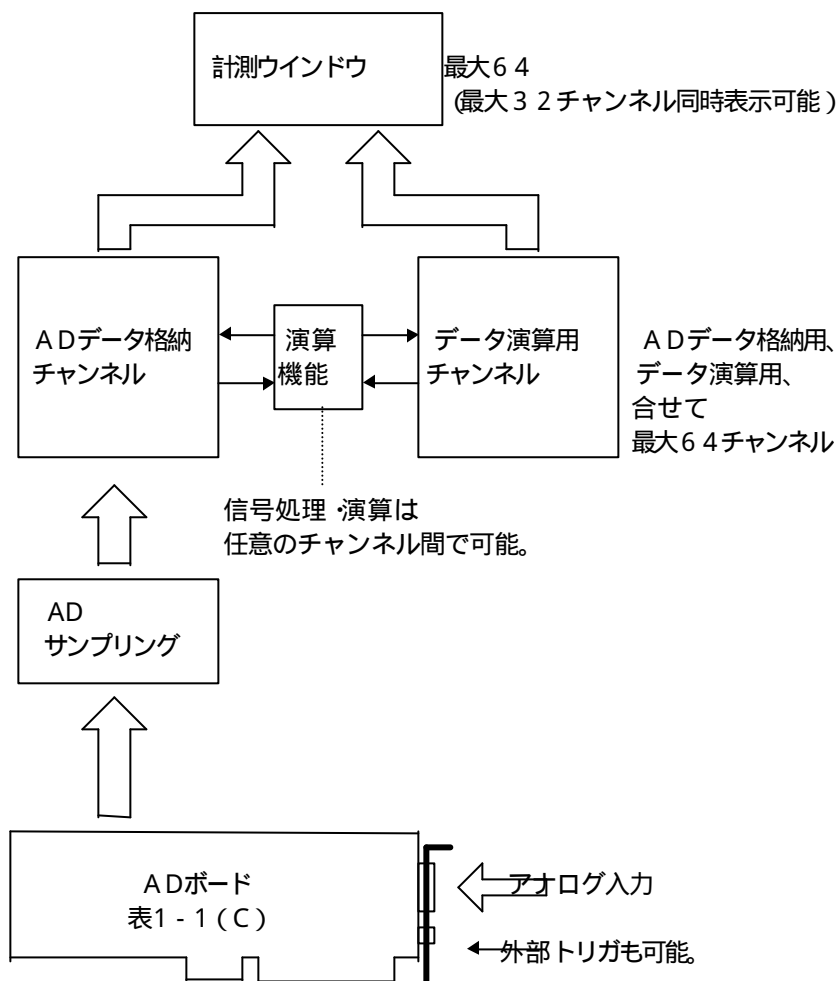 計測ウインドウ
最大６４
（最大３２チャンネル同時表示可能）
ＡＤデータ格納
チャンネル
演算
機能
データ演算用
チャンネル
ＡＤデータ格納用、
データ演算用、
合せて
最大６４チャンネル
信号処理・演算は
任意のチャンネル間で可能。
AD
サンプリング
ＡＤボード
表1‐1（Ｃ）
アナログ入力
外部トリガも可能。